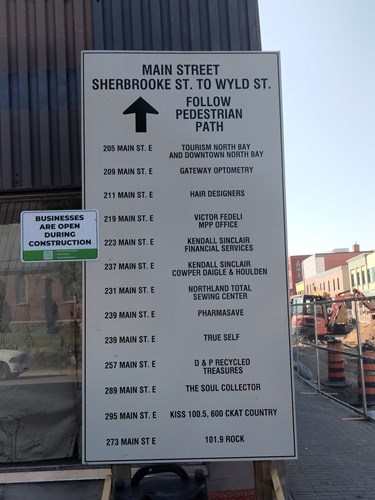 MAIN STREET
SHERBROOKE ST. TO WYLD ST.
FOLLOW
PEDESTRIAN
PATH
205 MAIN ST. E TOURISM NORTH BAY
AND DOWNTOWN NORTH BAY
209 MAIN ST. E GATEWAY OPTOMETRY
211 MAIN ST. E HAIR DESIGNERS
219 MAIN ST. E VICTOR FEDELI
MPP OFFICE
223 MAIN ST. E KENDALL SINCLAIR
FINANCIAL SERVICES
237 MAIN ST. E KENDALL SINCLAIR
COWPER DAIGLE & HOULDEN
231 MAIN ST. E NORTHLAND TOTAL
SEWING CENTER
239 MAIN ST. E PHARMASAVE
239 MAIN ST. E TRUE SELF
257 MAIN ST. E D & P RECYCLED
TREASURES
289 MAIN ST. E THE SOUL COLLECTOR
295 MAIN ST. E KISS 100.5, 600 CKAT COUNTRY
273 MAIN ST E 101.9 ROCK
BUSINESSES
ARE OPEN
DURING
CONSTRUCTION